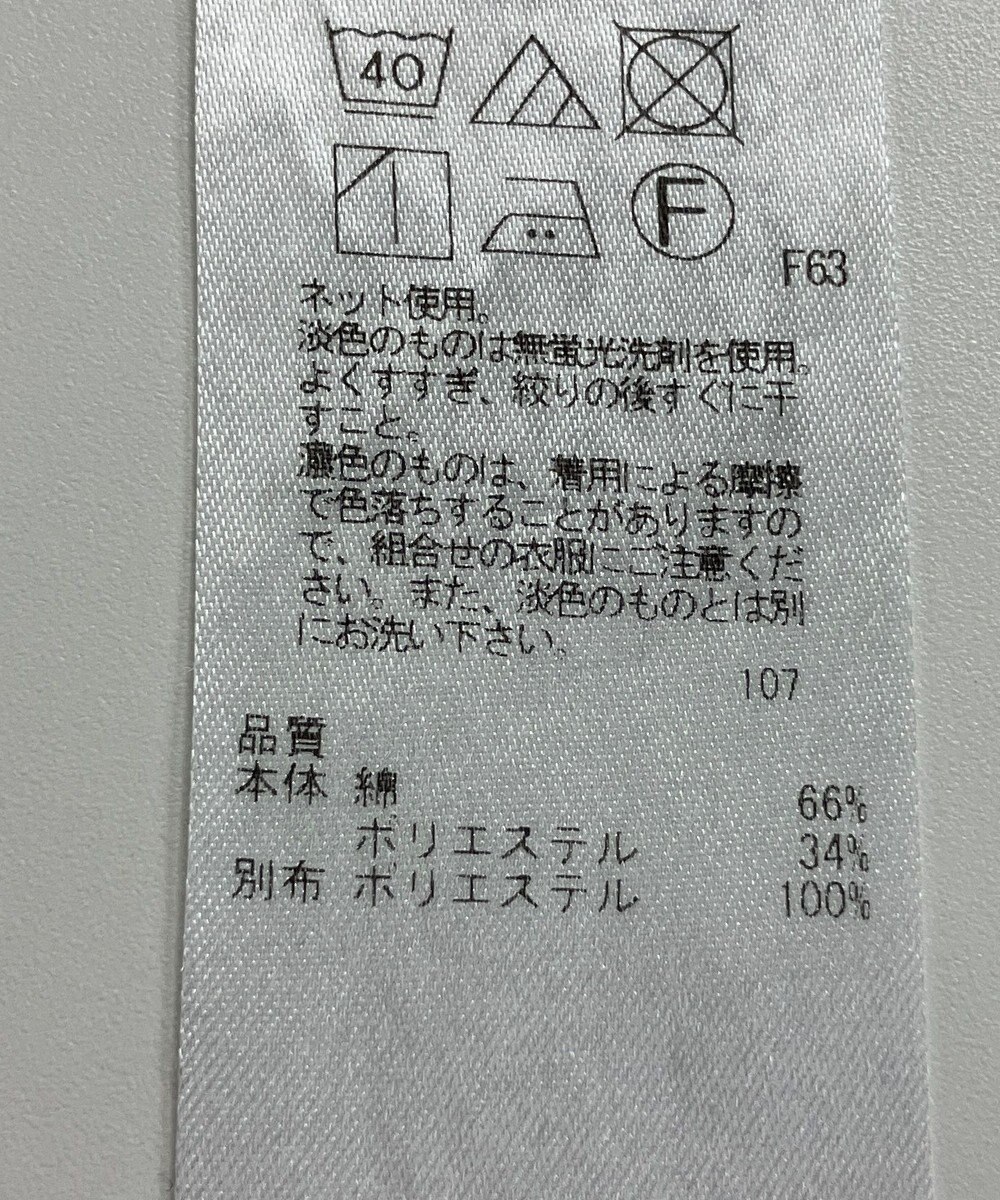 40
F
F63
ネット使用。
淡色のものは無蛍光洗剤を使用。
よくすすぎ、絞りの後すぐに干
すこと。
濃色のものは、着用による摩擦
で色落ちすることがありますの
で、組合せの衣服にご注意くだ
さい。また、淡色のものとは別
にお洗い下さい。
107
品質
本体 綿 66%
ポリエステル 34%
別布 ポリエステル 100%